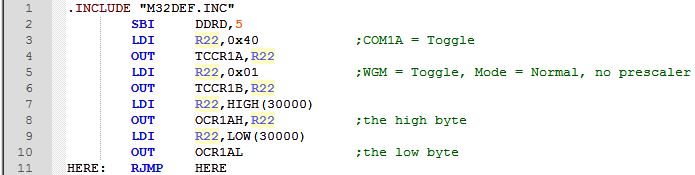 1 .INCLUDE "M32DEF.INC"
2 SBI DDRD,5
3 LDI R22,0x40 ;COM1A = Toggle
4 OUT TCCR1A,R22
5 LDI R22,0x01 ;WGM = Toggle, Mode = Normal, no prescaler
6 OUT TCCR1B,R22
7 LDI R22,HIGH(30000)
8 OUT OCR1AH,R22 ;the high byte
9 LDI R22,LOW(30000)
10 OUT OCR1AL ;the low byte
11 HERE: RJMP HERE